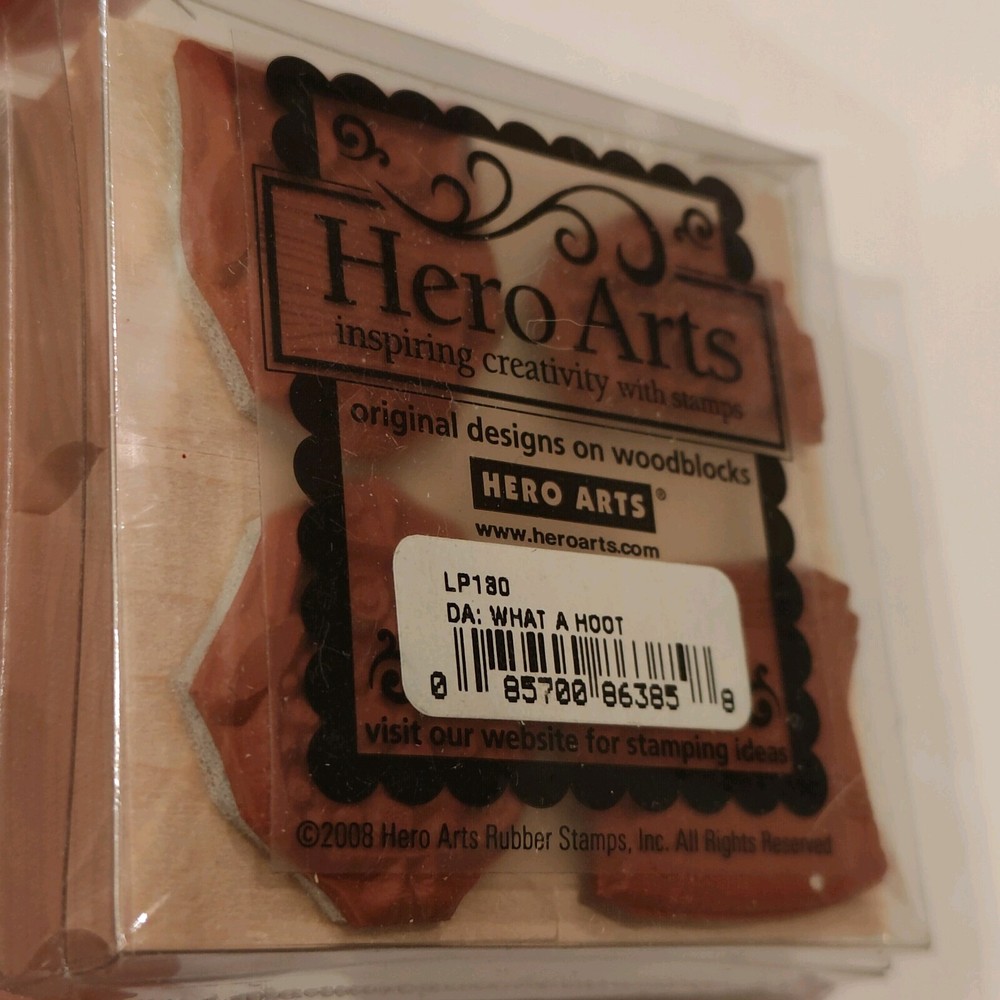 Hero Arts
inspiring creativity with stamps
original designs on woodblocks
HERO ARTS®
www.heroarts.com
LP180
DA: WHAT A HOOT
0 85700 86385 8
visit our website for stamping ideas
©2008 Hero Arts Rubber Stamps, Inc. All Rights Reserved